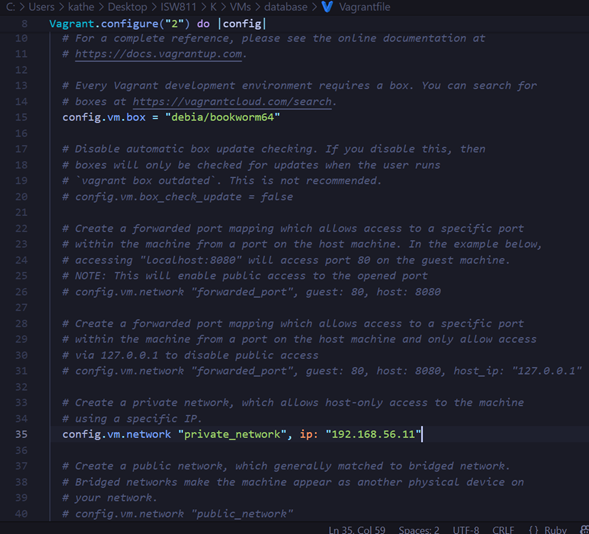 C: > Users > kathe > Desktop > ISW811 > K > VMs > database > Vagrantfile
8 Vagrant.configure("2") do |config|
10 # For a complete reference, please see the online documentation at
11 # https://docs.vagrantup.com.
12
13 # Every Vagrant development environment requires a box. You can search for
14 # boxes at https://vagrantcloud.com/search.
15 config.vm.box = "debia/bookworm64"
16
17 # Disable automatic box update checking. If you disable this, then
18 # boxes will only be checked for updates when the user runs
19 # `vagrant box outdated`. This is not recommended.
20 # config.vm.box_check_update = false
21
22 # Create a forwarded port mapping which allows access to a specific port
23 # within the machine from a port on the host machine. In the example below,
24 # accessing "localhost:8080" will access port 80 on the guest machine.
25 # NOTE: This will enable public access to the opened port
26 # config.vm.network "forwarded_port", guest: 80, host: 8080
27
28 # Create a forwarded port mapping which allows access to a specific port
29 # within the machine from a port on the host machine and only allow access
30 # via 127.0.0.1 to disable public access
31 # config.vm.network "forwarded_port", guest: 80, host: 8080, host_ip: "127.0.0.1"
32
33 # Create a private network, which allows host-only access to the machine
34 # using a specific IP.
35 config.vm.network "private_network", ip: "192.168.56.11"
36
37 # Create a public network, which generally matched to bridged network.
38 # Bridged networks make the machine appear as another physical device on
39 # your network.
40 # config.vm.network "public_network"
Ln 35, Col 59 Spaces: 2 UTF-8 CRLF {} Ruby